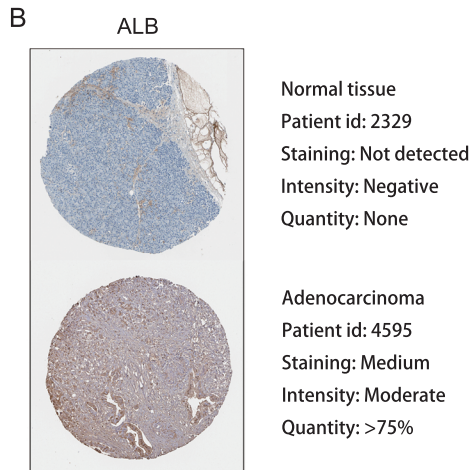 B
ALB
Normal tissue
Patient id: 2329
Staining: Not detected
Intensity: Negative
Quantity: None
Adenocarcinoma
Patient id: 4595
Staining: Medium
Intensity: Moderate
Quantity: >75%